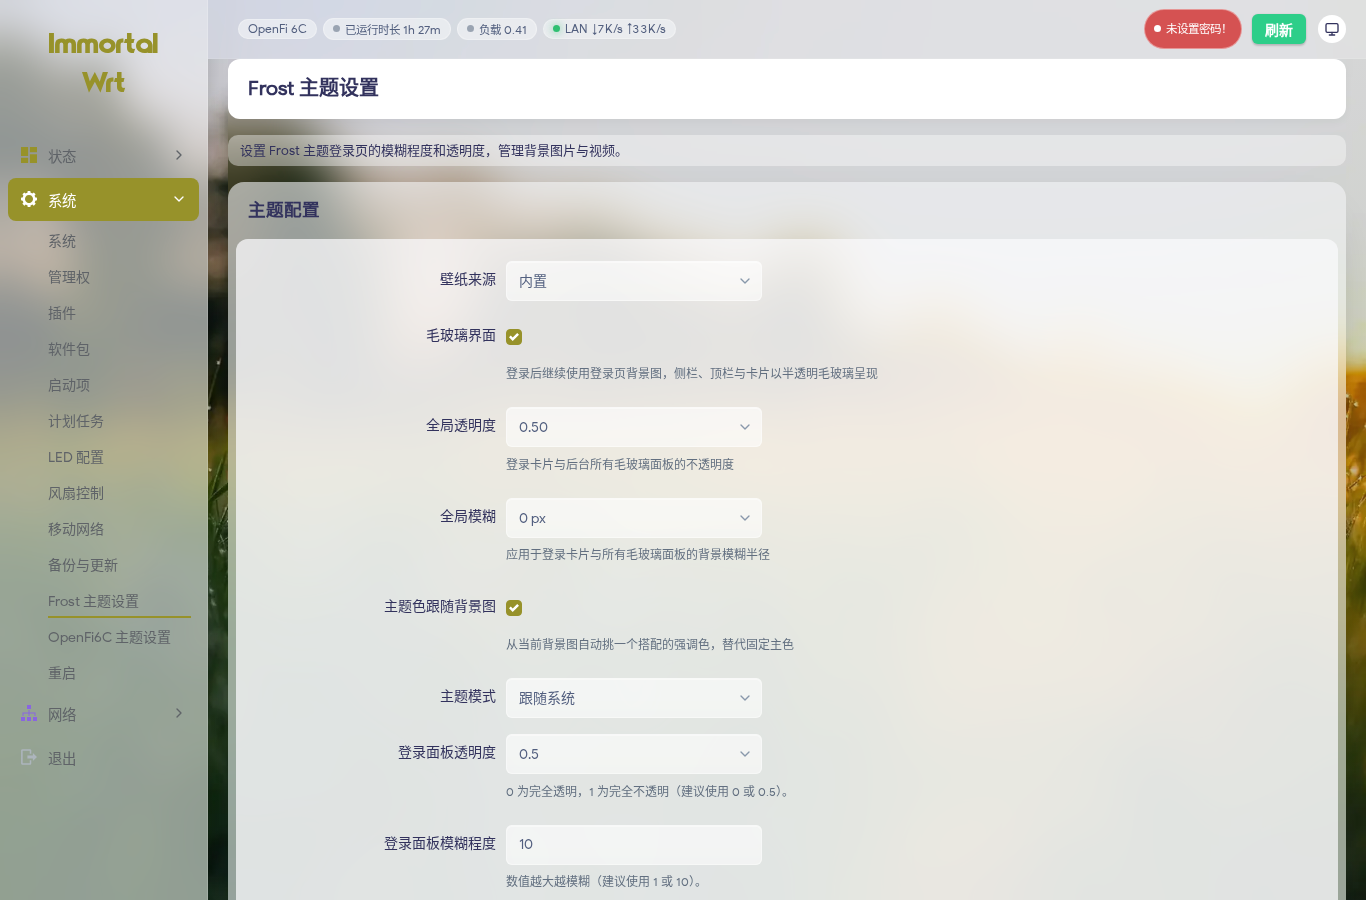 Immortal
Wrt
OpenFi 6C
已运行时长 1h 27m
负载 0.41
LAN ↓7K/s ↑33K/s
未设置密码！
刷新
状态
系统
系统
管理权
插件
软件包
启动项
计划任务
LED 配置
风扇控制
移动网络
备份与更新
Frost 主题设置
OpenFi6C 主题设置
重启
网络
退出
Frost 主题设置
设置 Frost 主题登录页的模糊程度和透明度，管理背景图片与视频。
主题配置
壁纸来源
内置
毛玻璃界面
登录后继续使用登录页背景图，侧栏、顶栏与卡片以半透明毛玻璃呈现
全局透明度
0.50
登录卡片与后台所有毛玻璃面板的不透明度
全局模糊
0 px
应用于登录卡片与所有毛玻璃面板的背景模糊半径
主题色跟随背景图
从当前背景图自动挑一个搭配的强调色，替代固定主色
主题模式
跟随系统
登录面板透明度
0.5
0 为完全透明，1 为完全不透明（建议使用 0 或 0.5）。
登录面板模糊程度
10
数值越大越模糊（建议使用 1 或 10）。